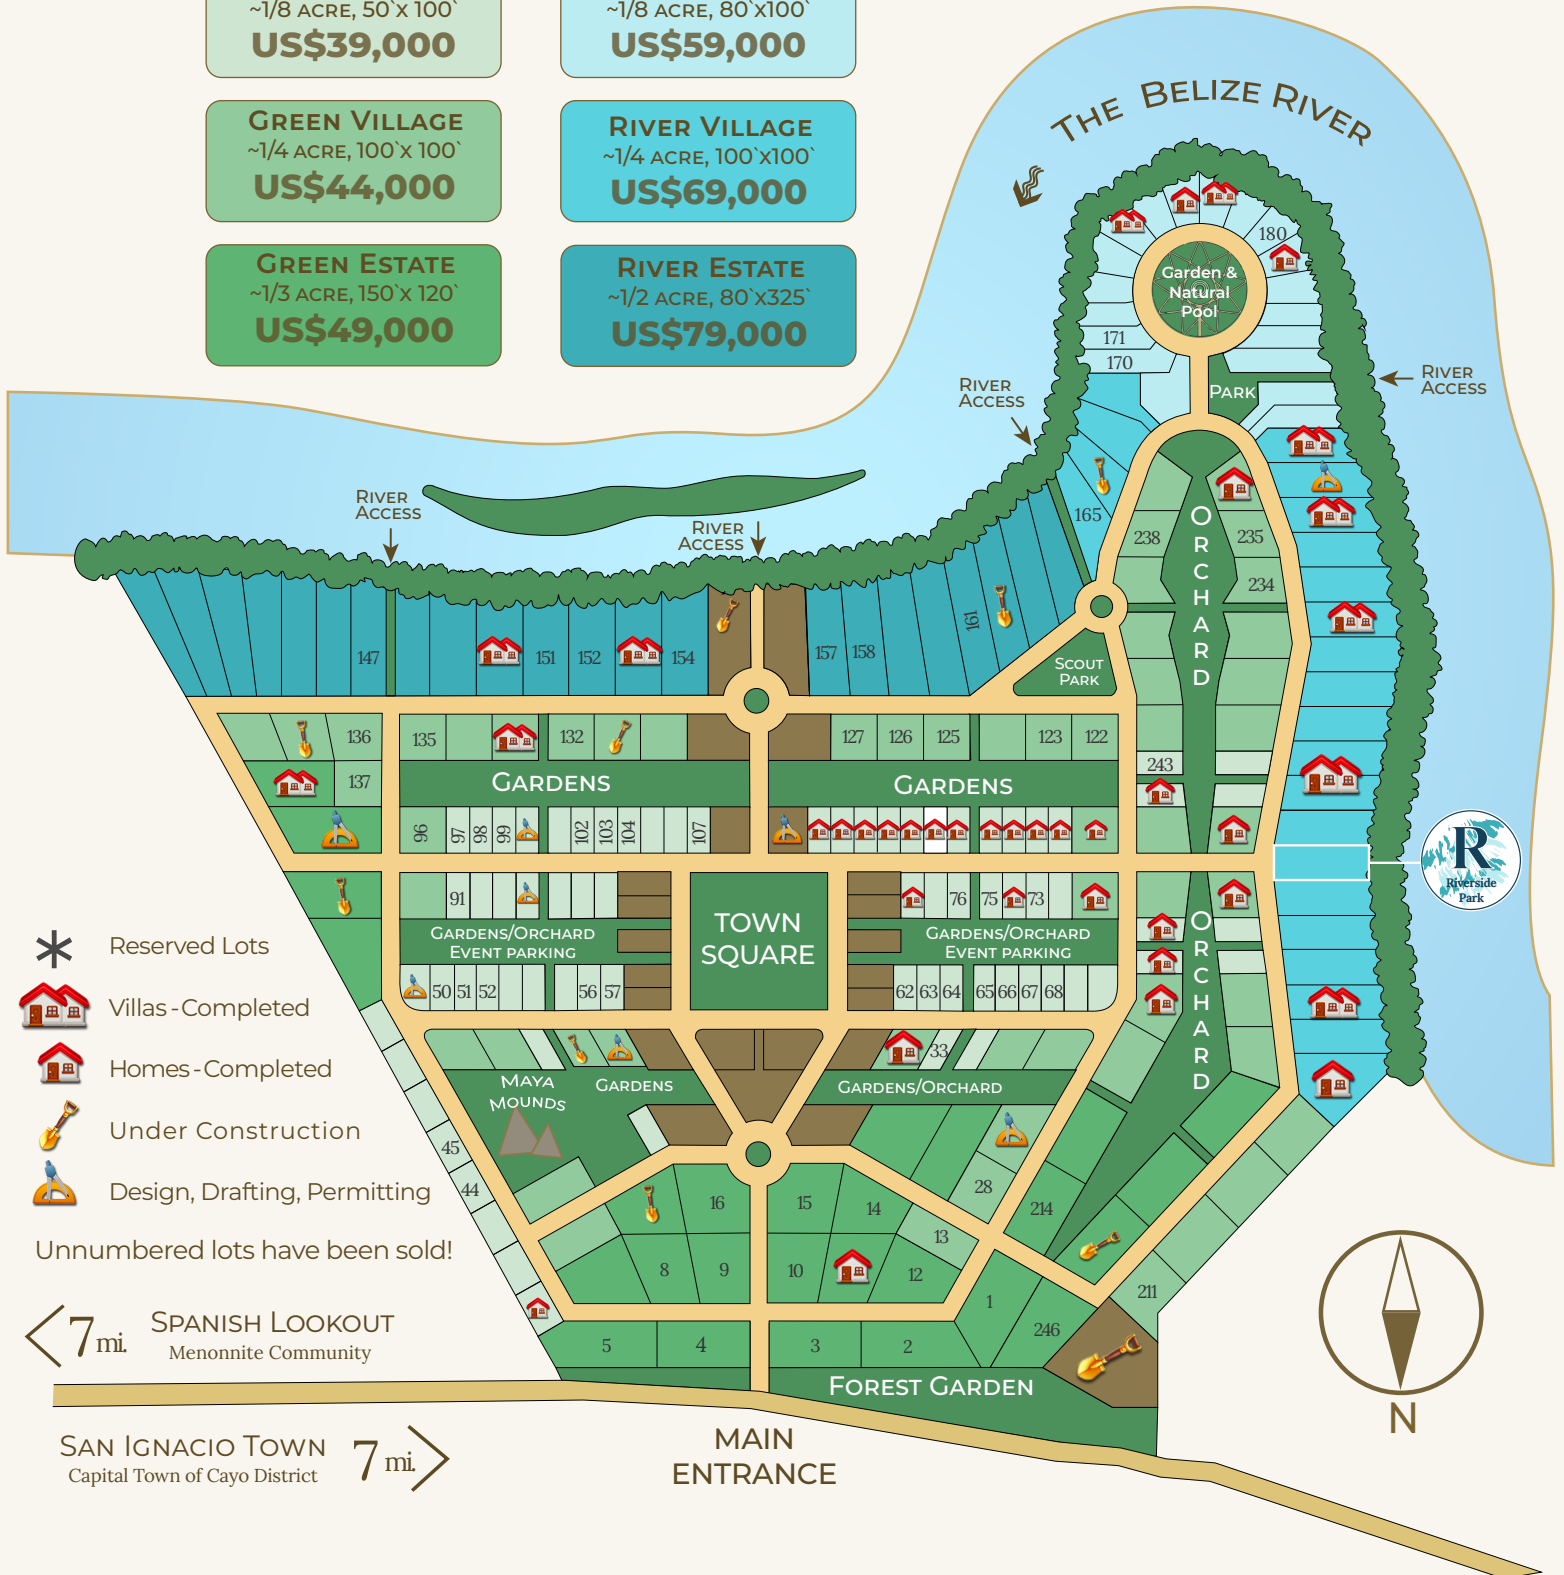 ~1/8 ACRE, 50`X 100`
US$39,000
~1/8 ACRE, 80`X100`
US$59,000
GREEN VILLAGE
~1/4 ACRE, 100`X 100`
US$44,000
RIVER VILLAGE
~1/4 ACRE, 100`X100`
US$69,000
GREEN ESTATE
~1/3 ACRE, 150`X 120`
US$49,000
RIVER ESTATE
~1/2 ACRE, 80`X325`
US$79,000
THE BELIZE RIVER
180
Garden &
Natural
Pool
171
170
PARK
RIVER
ACCESS
RIVER
ACCESS
RIVER
ACCESS
RIVER
ACCESS
165
238
235
234
ORCHARD
147
151
152
154
157
158
161
SCOUT
PARK
136
135
132
127
126
125
123
122
137
GARDENS
GARDENS
243
96
97
98
99
102
103
104
107
91
76
75
73
TOWN
SQUARE
GARDENS/ORCHARD
EVENT PARKING
GARDENS/ORCHARD
EVENT PARKING
ORCHARD
R
Riverside
Park
50
51
52
56
57
62
63
64
65
66
67
68
Reserved Lots
Villas-Completed
Homes-Completed
Under Construction
Design, Drafting, Permitting
Unnumbered lots have been sold!
33
MAYA
MOUNDS
GARDENS
GARDENS/ORCHARD
45
44
28
214
16
15
14
13
8
9
10
12
1
211
246
5
4
3
2
FOREST GARDEN
7 mi.
SPANISH LOOKOUT
Menonnite Community
SAN IGNACIO TOWN
Capital Town of Cayo District
7 mi.
MAIN
ENTRANCE
N